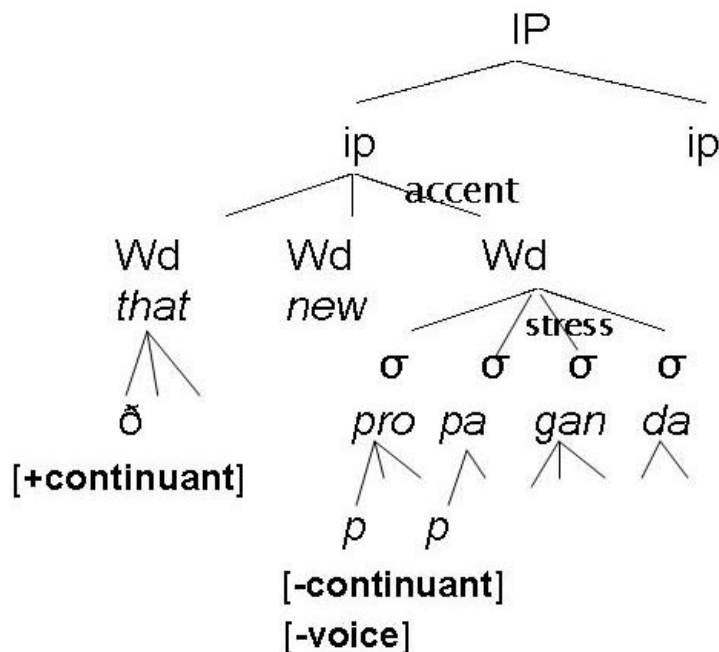 IP
ip ip
accent
Wd Wd Wd
that new
stress
σ σ σ σ
ð pro pa gan da
[+continuant]
p p
[-continuant]
[-voice]